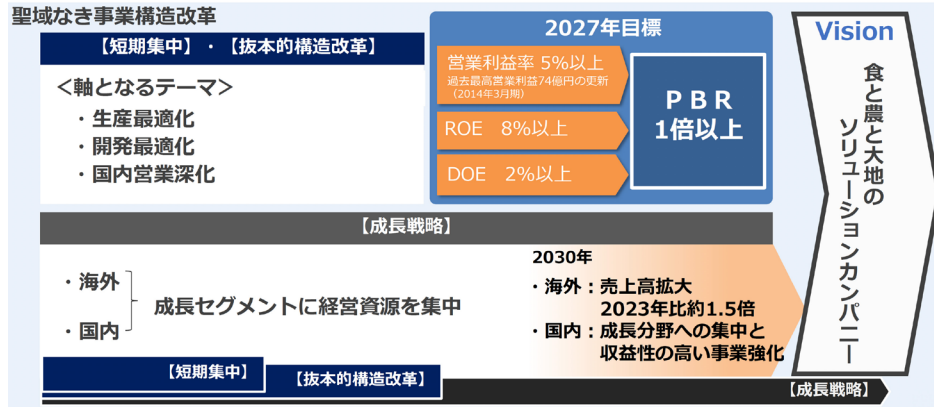 聖域なき事業構造改革
【短期集中】・【抜本的構造改革】
＜軸となるテーマ＞
・生産最適化
・開発最適化
・国内営業深化
2027年目標
営業利益率 5%以上
過去最高営業利益74億円の更新
（2014年3月期）
ROE 8%以上
DOE 2%以上
ＰＢＲ
1倍以上
Vision
食と農と大地の
ソリューションカンパニー
【成長戦略】
・海外
・国内
成長セグメントに経営資源を集中
2030年
・海外：売上高拡大
2023年比約1.5倍
・国内：成長分野への集中と
収益性の高い事業強化
【短期集中】
【抜本的構造改革】
【成長戦略】